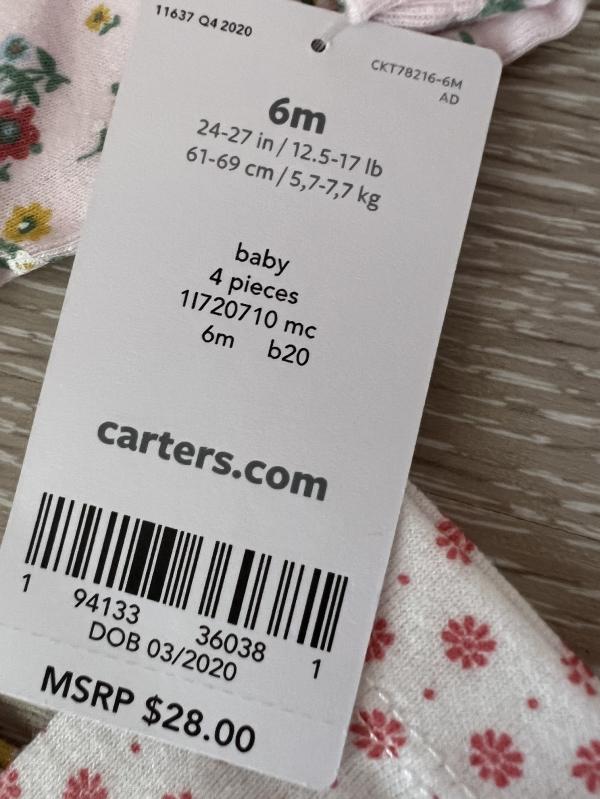 11637 Q4 2020
CKT78216-6M
AD
6m
24-27 in / 12.5-17 lb
61-69 cm / 5,7-7,7 kg
baby
4 pieces
1I720710 mc
6m b20
carters.com
1 94133 36038 1
DOB 03/2020
MSRP $28.00